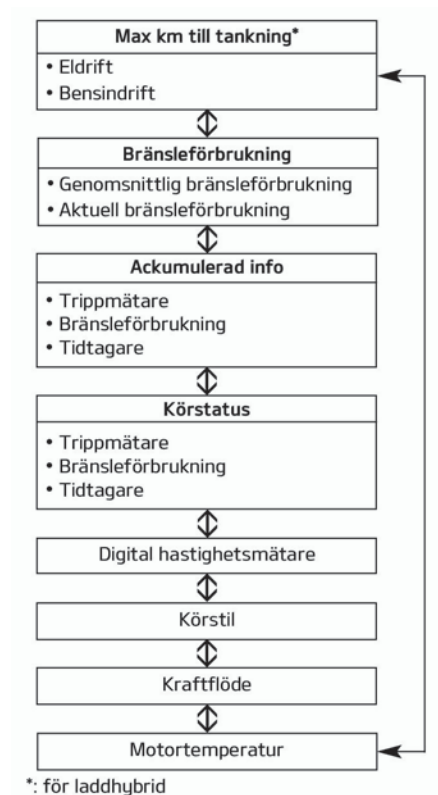 Max km till tankning*
• Eldrift
• Bensindrift
Bränsleförbrukning
• Genomsnittlig bränsleförbrukning
• Aktuell bränsleförbrukning
Ackumulerad info
• Trippmätare
• Bränsleförbrukning
• Tidtagare
Körstatus
• Trippmätare
• Bränsleförbrukning
• Tidtagare
Digital hastighetsmätare
Körstil
Kraftflöde
Motortemperatur
*: för laddhybrid